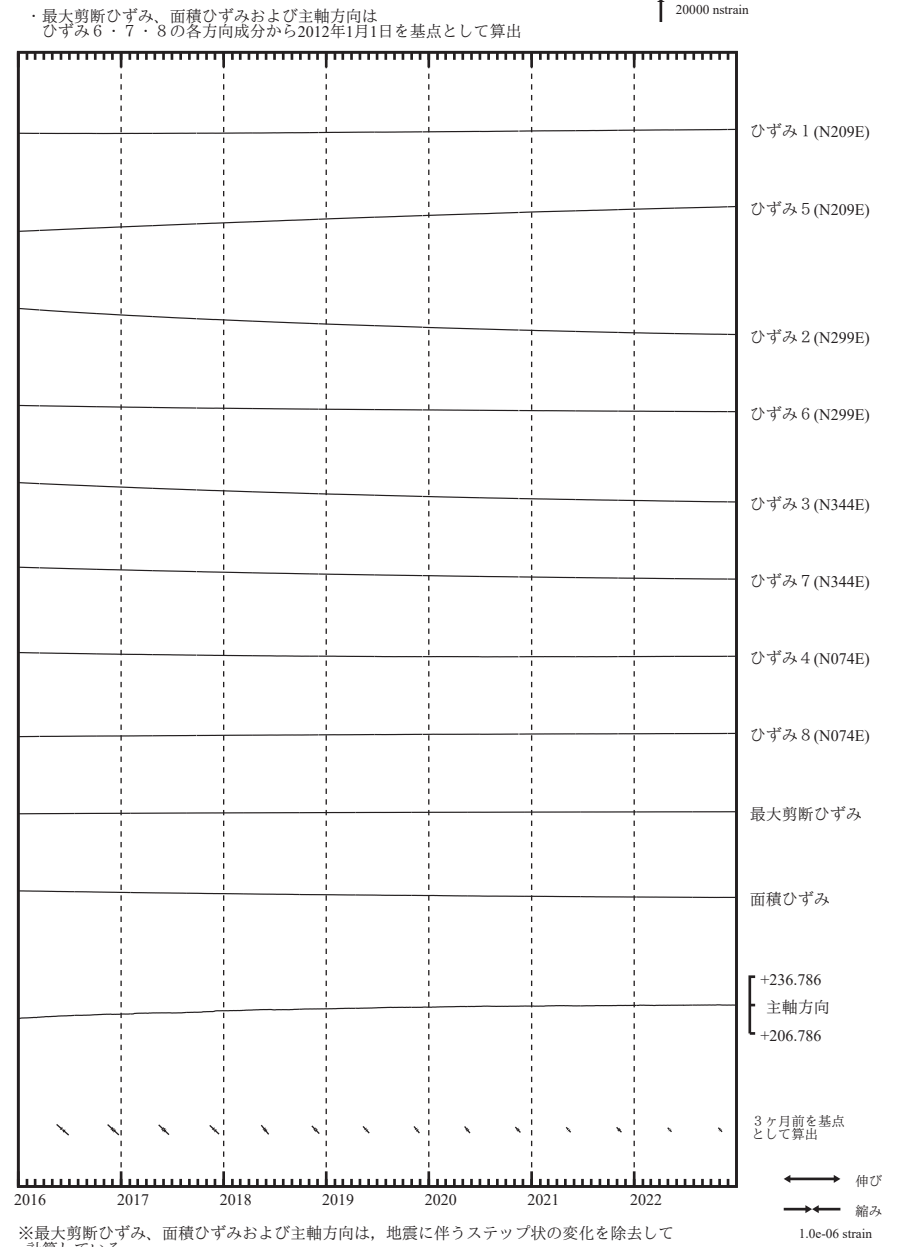 ・最大剪断ひずみ、面積ひずみおよび主軸方向は
ひずみ6・7・8の各方向成分から2012年1月1日を基点として算出
20000 nstrain
ひずみ1(N209E)
ひずみ5(N209E)
ひずみ2(N299E)
ひずみ6(N299E)
ひずみ3(N344E)
ひずみ7(N344E)
ひずみ4(N074E)
ひずみ8(N074E)
最大剪断ひずみ
面積ひずみ
+236.786
主軸方向
+206.786
3ヶ月前を基点
として算出
2016 2017 2018 2019 2020 2021 2022
伸び
縮み
1.0e-06 strain
※最大剪断ひずみ、面積ひずみおよび主軸方向は，地震に伴うステップ状の変化を除去して
計算している